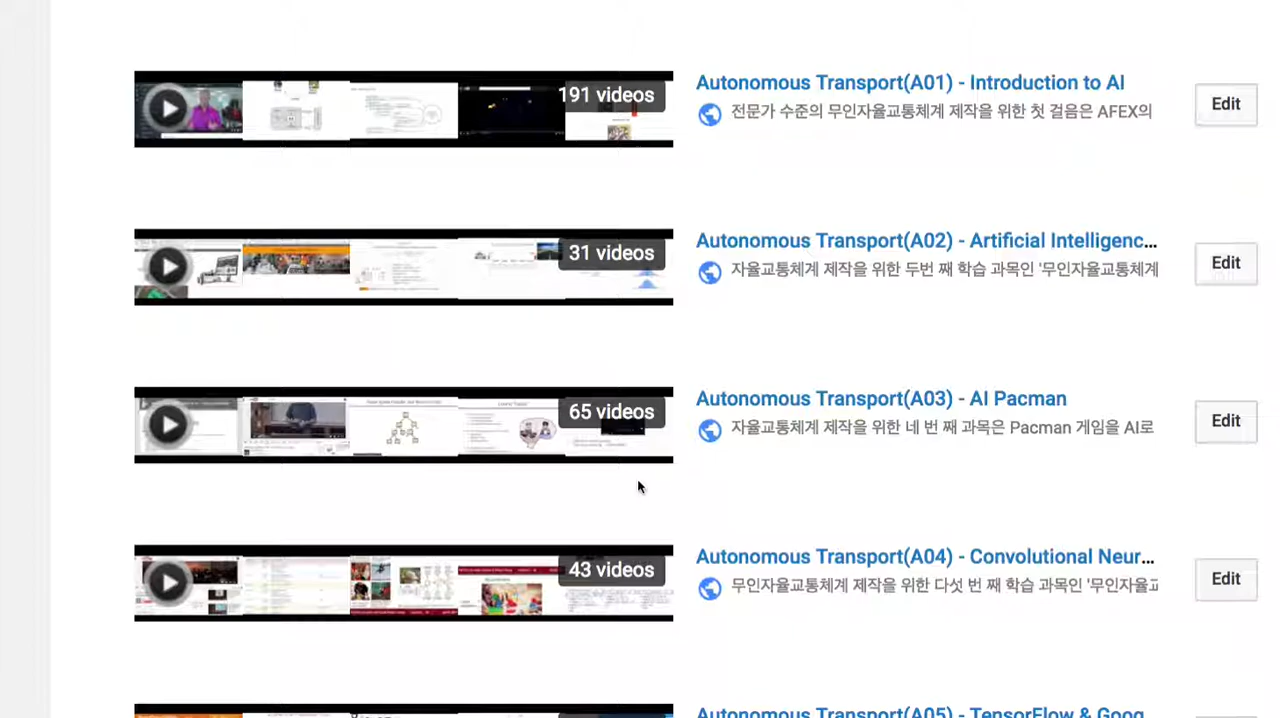 191 videos
Autonomous Transport(A01) - Introduction to AI
전문가 수준의 무인자율교통체계 제작을 위한 첫 걸음은 AFEX의
Edit
31 videos
Autonomous Transport(A02) - Artificial Intelligenc...
자율교통체계 제작을 위한 두번 째 학습 과목인 '무인자율교통체계
Edit
65 videos
Autonomous Transport(A03) - AI Pacman
자율교통체계 제작을 위한 네 번 째 과목은 Pacman 게임을 AI로
Edit
43 videos
Autonomous Transport(A04) - Convolutional Neur...
무인자율교통체계 제작을 위한 다섯 번 째 학습 과목인 '무인자율교
Edit
Autonomous Transport(A05) - TensorFlow & Goog